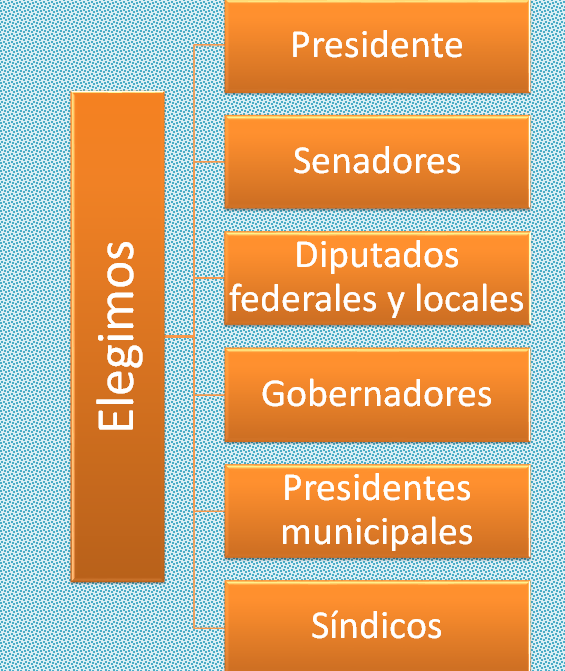 Elegimos
Presidente
Senadores
Diputados
federales y locales
Gobernadores
Presidentes
municipales
Síndicos